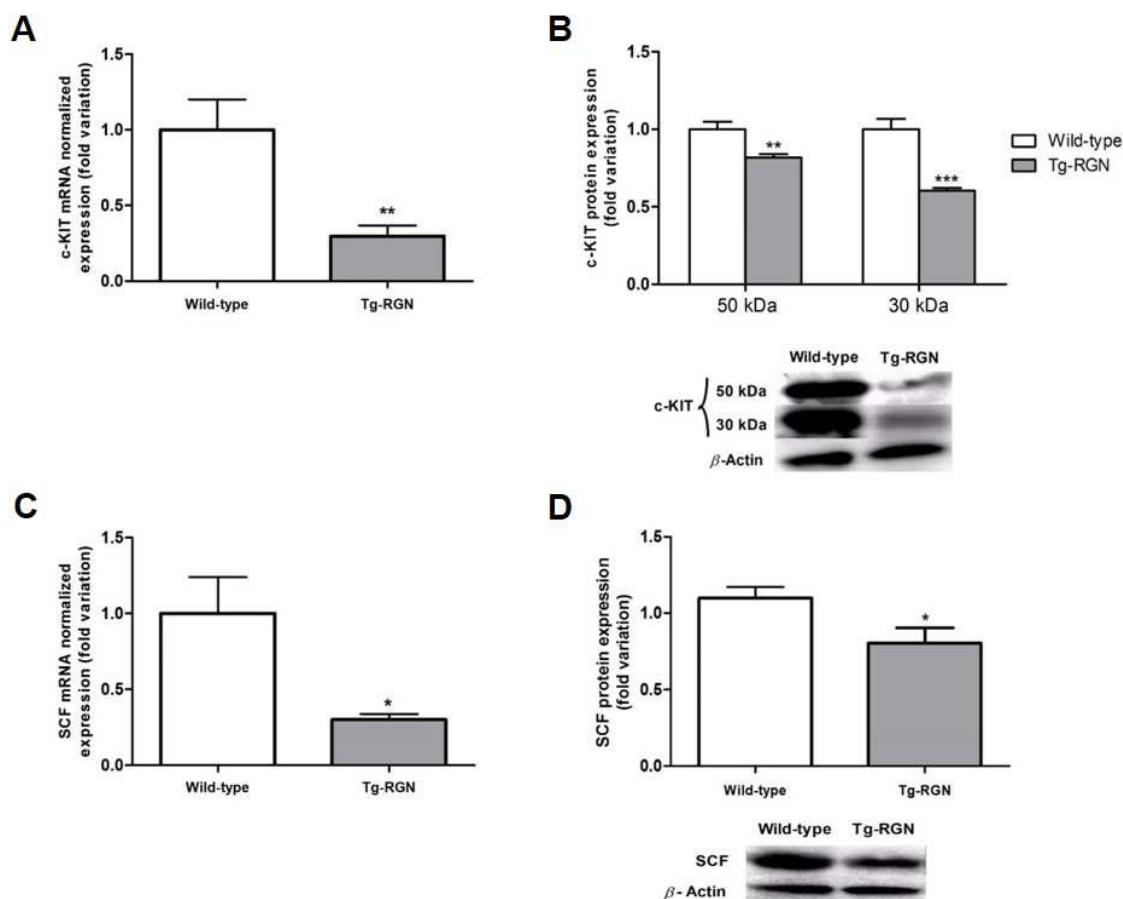 A
c-KIT mRNA normalized
expression (fold variation)
1.5
1.0
0.5
0.0
**
Wild-type Tg-RGN
B
c-KIT protein expression
(fold variation)
1.5
1.0
0.5
0.0
**
***
50 kDa 30 kDa
Wild-type
Tg-RGN
Wild-type Tg-RGN
c-KIT
50 kDa
30 kDa
β-Actin
C
SCF mRNA normalized
expression (fold variation)
1.5
1.0
0.5
0.0
*
Wild-type Tg-RGN
D
SCF protein expression
(fold variation)
1.5
1.0
0.5
0.0
*
Wild-type Tg-RGN
Wild-type Tg-RGN
SCF
β- Actin